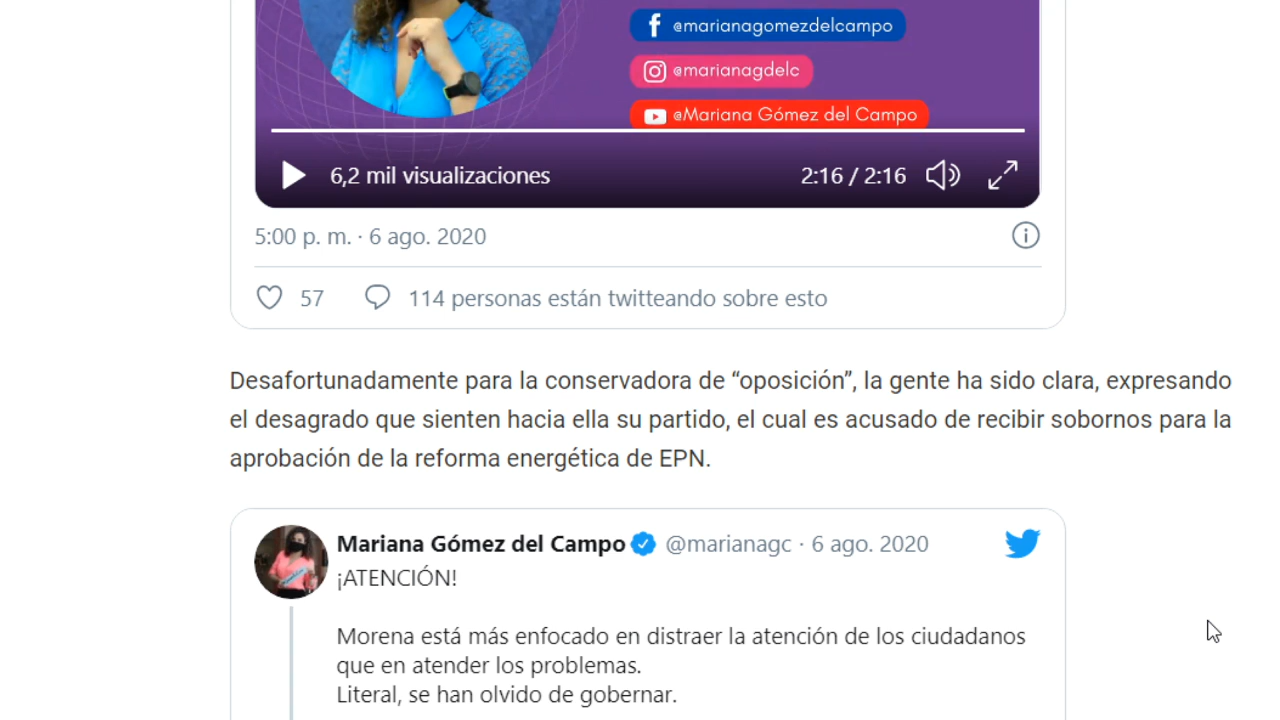 @marianagomezdelcampo
@marianagdelc
@Mariana Gómez del Campo
6,2 mil visualizaciones
2:16 / 2:16
5:00 p. m. · 6 ago. 2020
57
114 personas están twitteando sobre esto
Desafortunadamente para la conservadora de “oposición”, la gente ha sido clara, expresando
el desagrado que sienten hacia ella su partido, el cual es acusado de recibir sobornos para la
aprobación de la reforma energética de EPN.
Mariana Gómez del Campo @marianagc · 6 ago. 2020
¡ATENCIÓN!
Morena está más enfocado en distraer la atención de los ciudadanos
que en atender los problemas.
Literal, se han olvido de gobernar.